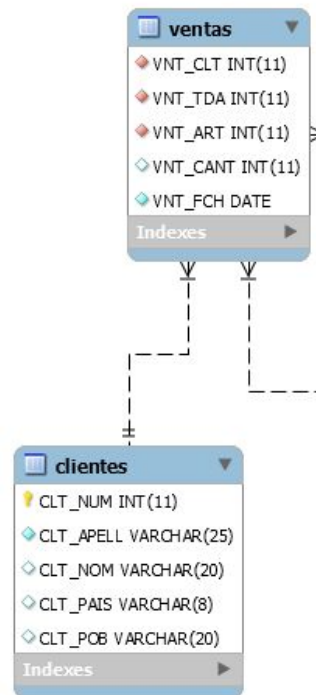 ventas
VNT_CLT INT(11)
VNT_TDA INT(11)
VNT_ART INT(11)
VNT_CANT INT(11)
VNT_FCH DATE
Indexes
clientes
CLT_NUM INT(11)
CLT_APELL VARCHAR(25)
CLT_NOM VARCHAR(20)
CLT_PAIS VARCHAR(8)
CLT_POB VARCHAR(20)
Indexes